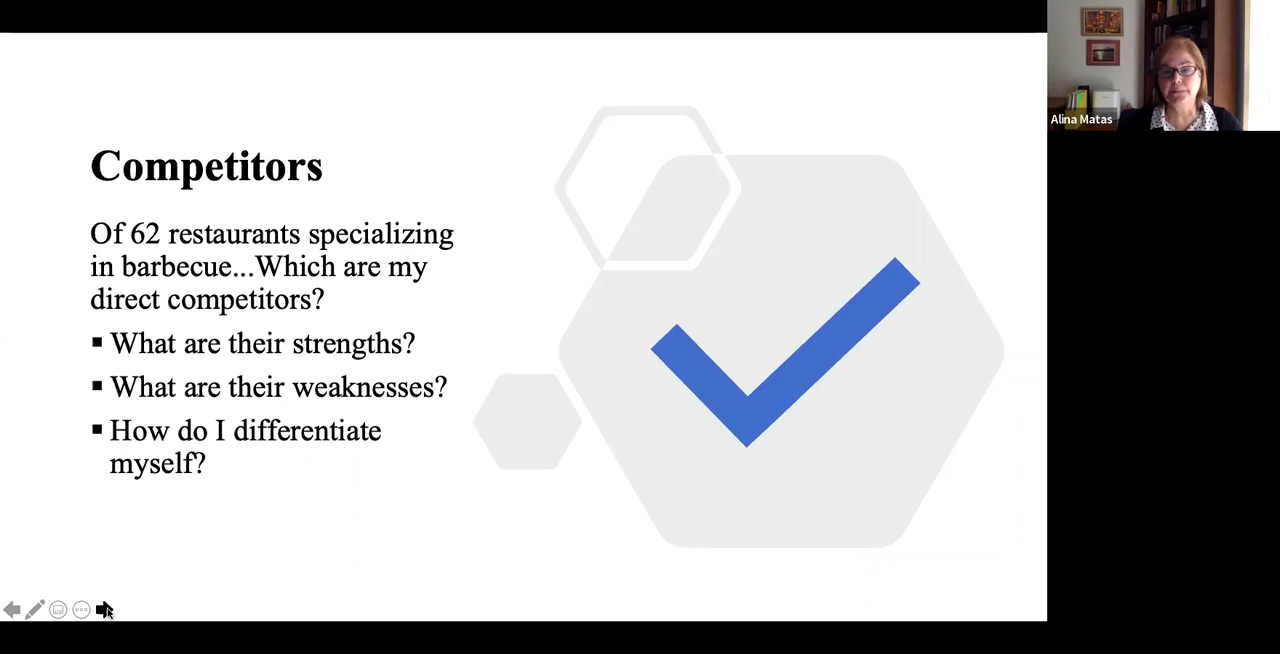 Competitors
Of 62 restaurants specializing
in barbecue...Which are my
direct competitors?
▪ What are their strengths?
▪ What are their weaknesses?
▪ How do I differentiate
myself?
Alina Matas